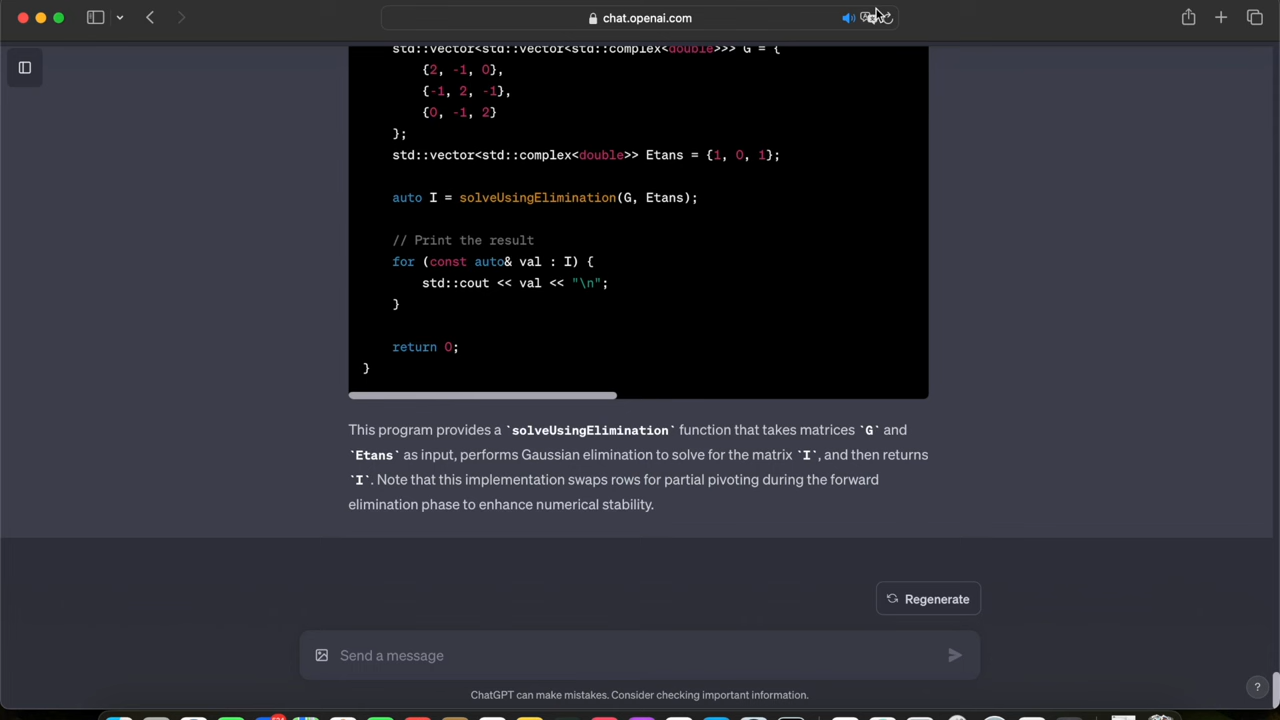 chat.openai.com
std::vector<std::vector<std::complex<double>>> G = {
{2, -1, 0},
{-1, 2, -1},
{0, -1, 2}
};
std::vector<std::complex<double>> Etans = {1, 0, 1};
auto I = solveUsingElimination(G, Etans);
// Print the result
for (const auto& val : I) {
std::cout << val << "\n";
}
return 0;
}
This program provides a `solveUsingElimination` function that takes matrices `G` and
`Etans` as input, performs Gaussian elimination to solve for the matrix `I`, and then returns
`I`. Note that this implementation swaps rows for partial pivoting during the forward
elimination phase to enhance numerical stability.
Regenerate
Send a message
ChatGPT can make mistakes. Consider checking important information.
?